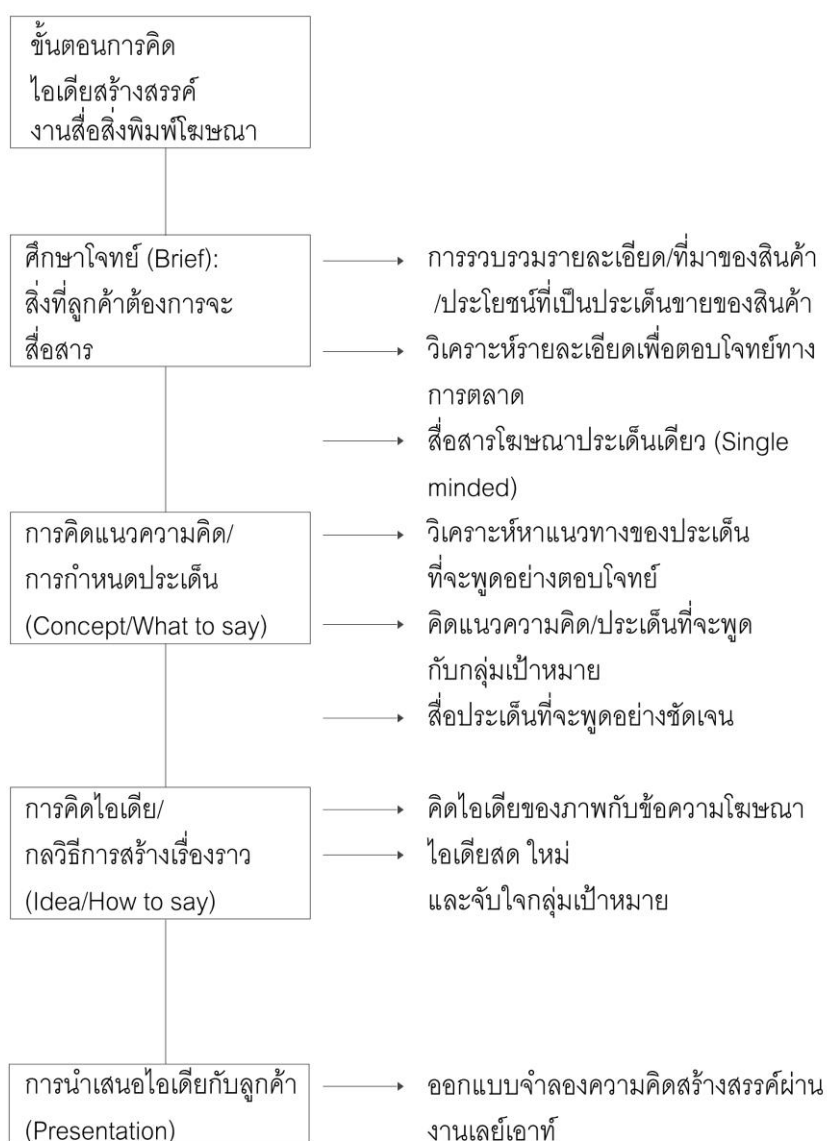 ขั้นตอนการคิด
ไอเดียสร้างสรรค์
งานสื่อสิ่งพิมพ์โฆษณา
ศึกษาโจทย์ (Brief):
สิ่งที่ลูกค้าต้องการจะ
สื่อสาร
การรวบรวมรายละเอียด/ที่มาของสินค้า
/ประโยชน์ที่เป็นประเด็นขายของสินค้า
วิเคราะห์รายละเอียดเพื่อตอบโจทย์ทาง
การตลาด
สื่อสารโฆษณาประเด็นเดียว (Single
minded)
การคิดแนวความคิด/
การกำหนดประเด็น
(Concept/What to say)
วิเคราะห์หาแนวทางของประเด็น
ที่จะพูดอย่างตอบโจทย์
คิดแนวความคิด/ประเด็นที่จะพูด
กับกลุ่มเป้าหมาย
สื่อประเด็นที่จะพูดอย่างชัดเจน
การคิดไอเดีย/
กลวิธีการสร้างเรื่องราว
(Idea/How to say)
คิดไอเดียของภาพกับข้อความโฆษณา
ไอเดียสด ใหม่
และจับใจกลุ่มเป้าหมาย
การนำเสนอไอเดียกับลูกค้า
(Presentation)
ออกแบบจำลองความคิดสร้างสรรค์ผ่าน
งานเลย์เอาท์